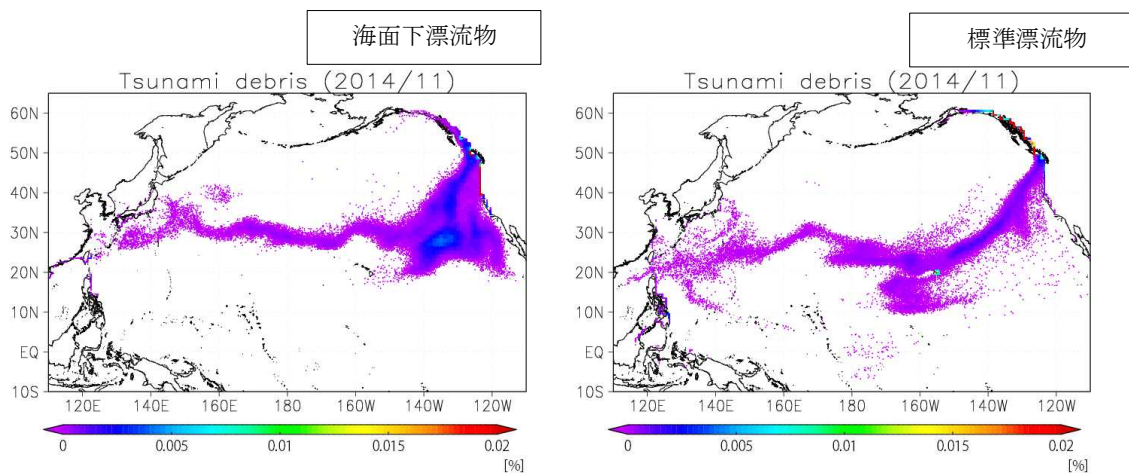 海面下漂流物
標準漂流物
Tsunami debris (2014/11)
60N
50N
40N
30N
20N
10N
EQ
10S
120E 140E 160E 180 160W 140W 120W
0 0.005 0.01 0.015 0.02
[%]
Tsunami debris (2014/11)
60N
50N
40N
30N
20N
10N
EQ
10S
120E 140E 160E 180 160W 140W 120W
0 0.005 0.01 0.015 0.02
[%]